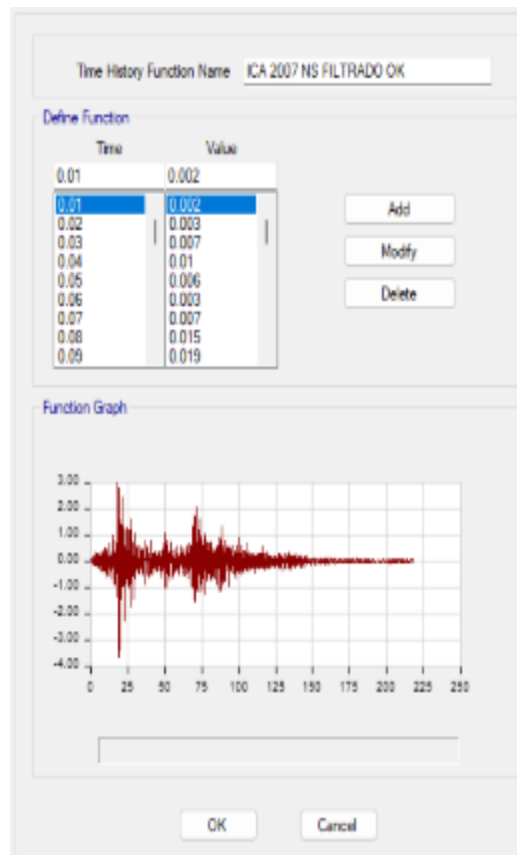 Time History Function Name ICA 2007 NS FILTRADO OK
Define Function
Time Value
0.01 0.002
0.01 0.002
0.02 0.003
0.03 0.007
0.04 0.01
0.05 0.006
0.06 0.003
0.07 0.007
0.08 0.015
0.09 0.019
Add
Modify
Delete
Function Graph
3.00
2.00
1.00
0.00
-1.00
-2.00
-3.00
-4.00
0 25 50 75 100 125 150 175 200 225 250
OK Cancel